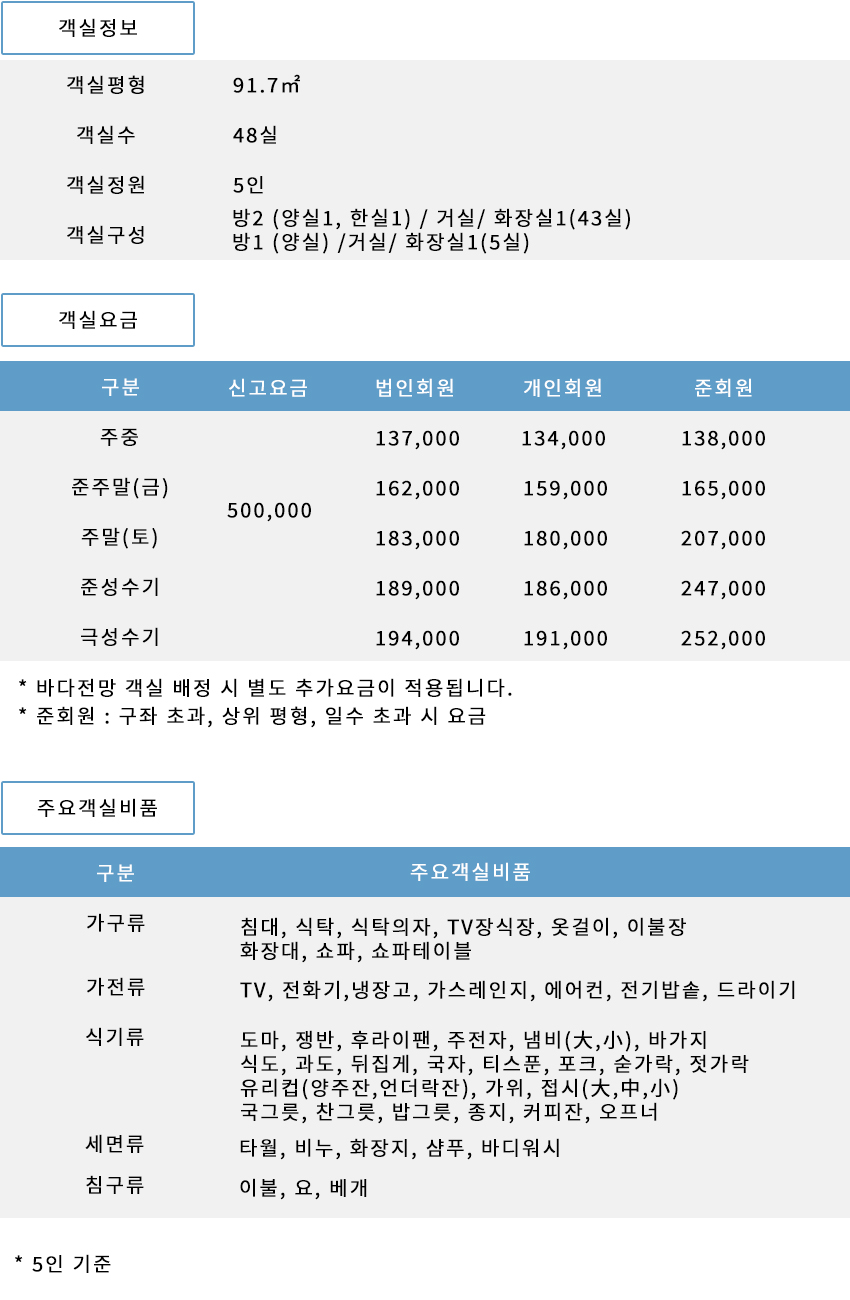 객실정보
객실평형 91.7㎡
객실수 48실
객실정원 5인
객실구성 방2 (양실1, 한실1) / 거실/ 화장실1(43실)
방1 (양실) /거실/ 화장실1(5실)
객실요금
구분 신고요금 법인회원 개인회원 준회원
주중 137,000 134,000 138,000
준주말(금) 162,000 159,000 165,000
500,000
주말(토) 183,000 180,000 207,000
준성수기 189,000 186,000 247,000
극성수기 194,000 191,000 252,000
* 바다전망 객실 배정 시 별도 추가요금이 적용됩니다.
* 준회원 : 구좌 초과, 상위 평형, 일수 초과 시 요금
주요객실비품
구분 주요객실비품
가구류 침대, 식탁, 식탁의자, TV장식장, 옷걸이, 이불장
화장대, 쇼파, 쇼파테이블
가전류 TV, 전화기,냉장고, 가스레인지, 에어컨, 전기밥솥, 드라이기
식기류 도마, 쟁반, 후라이팬, 주전자, 냄비(大,小), 바가지
식도, 과도, 뒤집게, 국자, 티스푼, 포크, 숟가락, 젓가락
유리컵(양주잔,언더락잔), 가위, 접시(大,中,小)
국그릇, 찬그릇, 밥그릇, 종지, 커피잔, 오프너
세면류 타월, 비누, 화장지, 샴푸, 바디워시
침구류 이불, 요, 베개
* 5인 기준